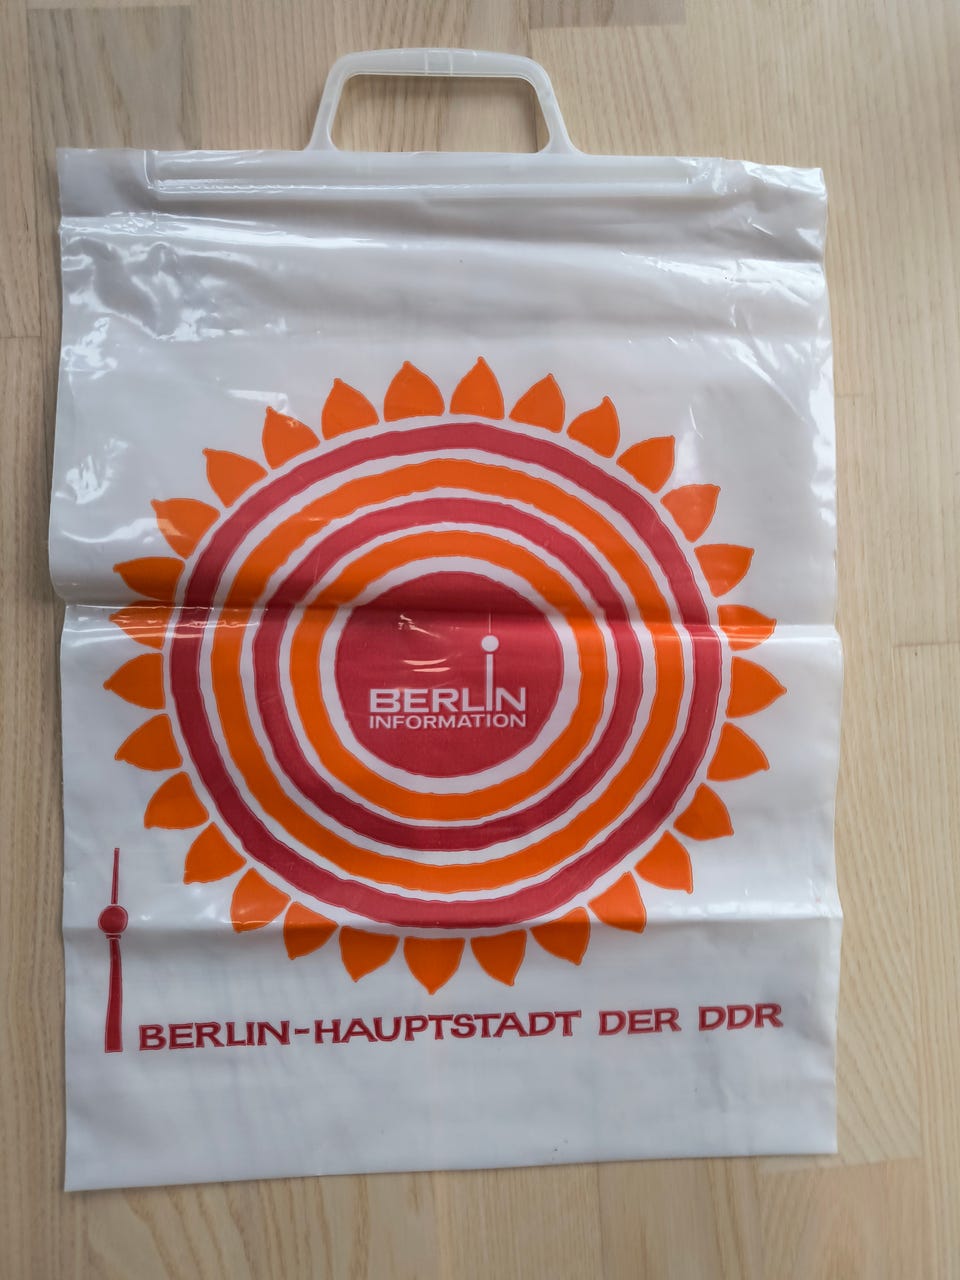 BERLIN
INFORMATION
BERLIN-HAUPTSTADT DER DDR